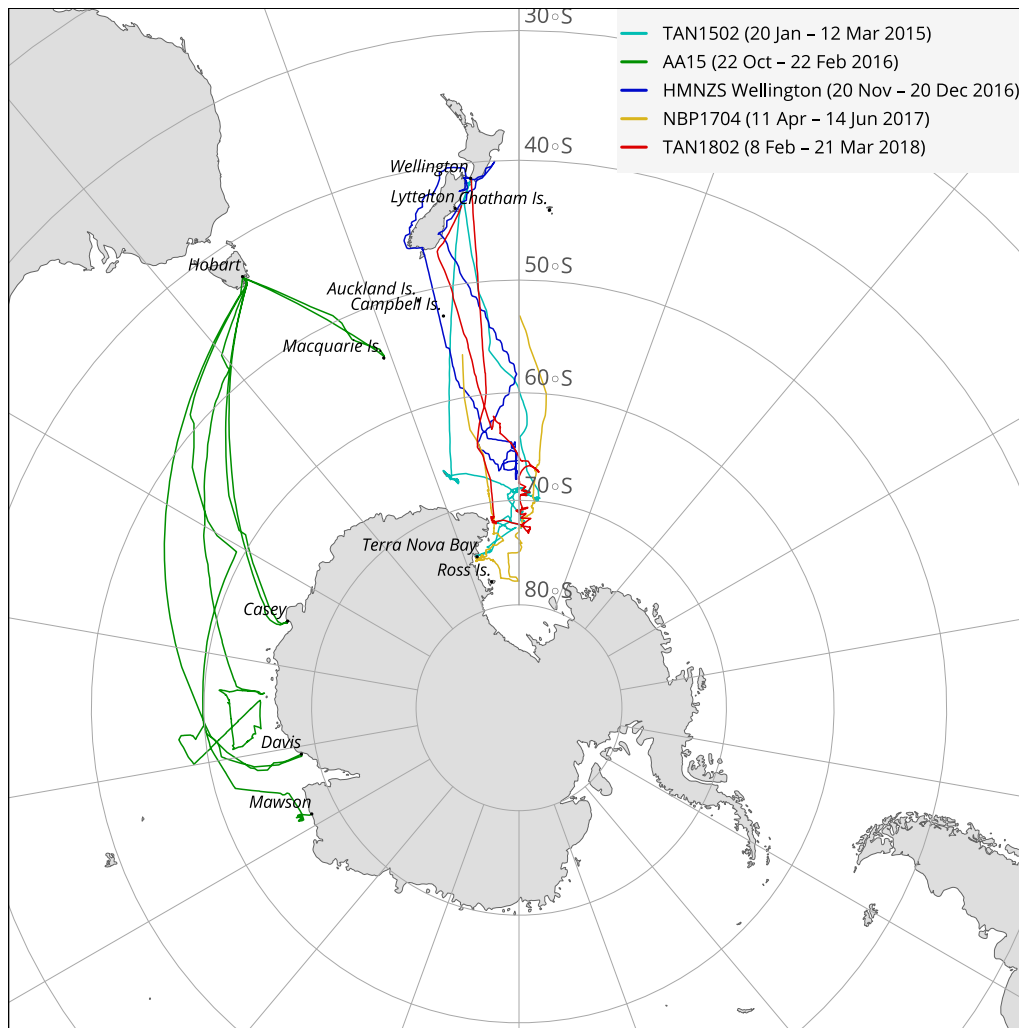 30°S
TAN1502 (20 Jan – 12 Mar 2015)
AA15 (22 Oct – 22 Feb 2016)
HMNZS Wellington (20 Nov – 20 Dec 2016)
NBP1704 (11 Apr – 14 Jun 2017)
TAN1802 (8 Feb – 21 Mar 2018)
40°S
Wellington
Lyttelton
Chatham Is.
Hobart
50°S
Auckland Is.
Campbell Is.
Macquarie Is.
60°S
70°S
Terra Nova Bay
Ross Is.
80°S
Casey
Davis
Mawson